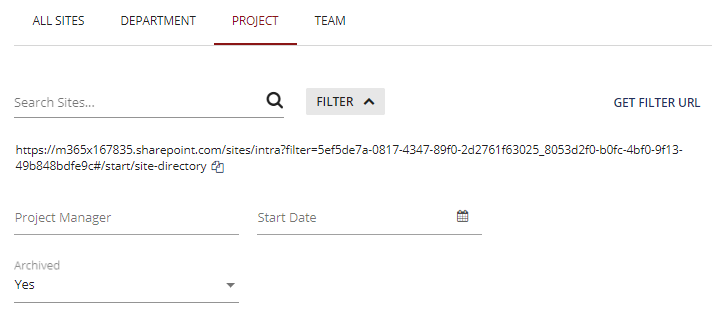 ALL SITES DEPARTMENT PROJECT TEAM
Search Sites... FILTER GET FILTER URL
https://m365x167835.sharepoint.com/sites/intra?filter=5ef5de7a-0817-4347-89f0-2d2761f63025_8053d2f0-b0fc-4bf0-9f13-
49b848bdfe9c#/start/site-directory
Project Manager Start Date
Archived
Yes